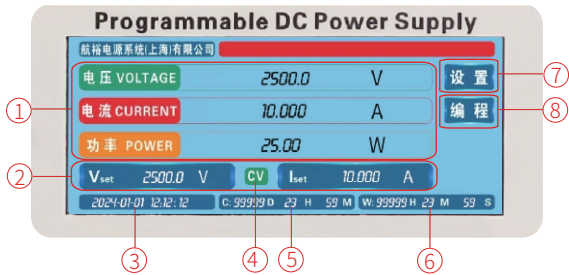 Programmable DC Power Supply
航裕电源系统(上海)有限公司
电压 VOLTAGE 2500.0 V 设置 ⑦
① 电流 CURRENT 10.000 A 编程 ⑧
功率 POWER 25.00 W
② Vset 2500.0 V CV Iset 10.000 A
2024-01-01 12:12:12 C: 99999 D 23 H 59 M W: 99999 H 23 M 59 S
③ ④ ⑤ ⑥